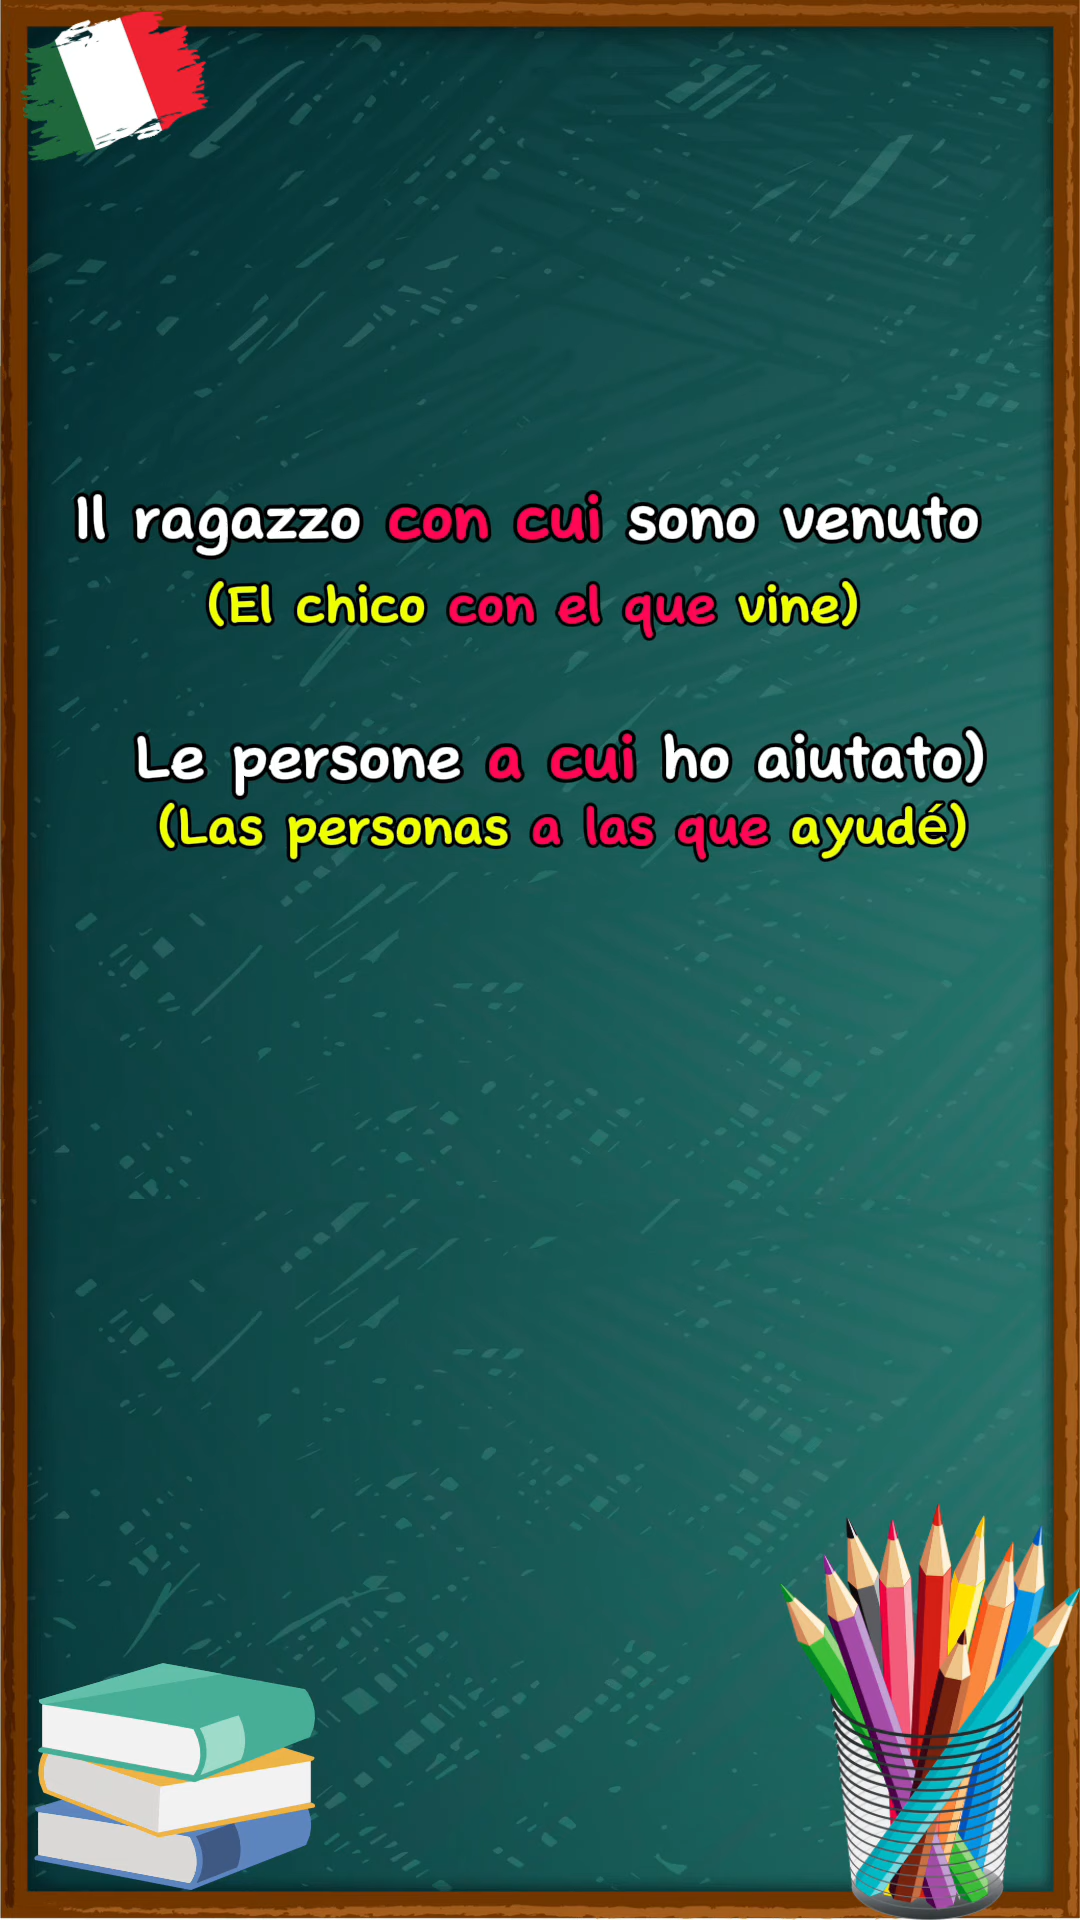 Il ragazzo con cui sono venuto
(El chico con el que vine)
Le persone a cui ho aiutato)
(Las personas a las que ayudé)